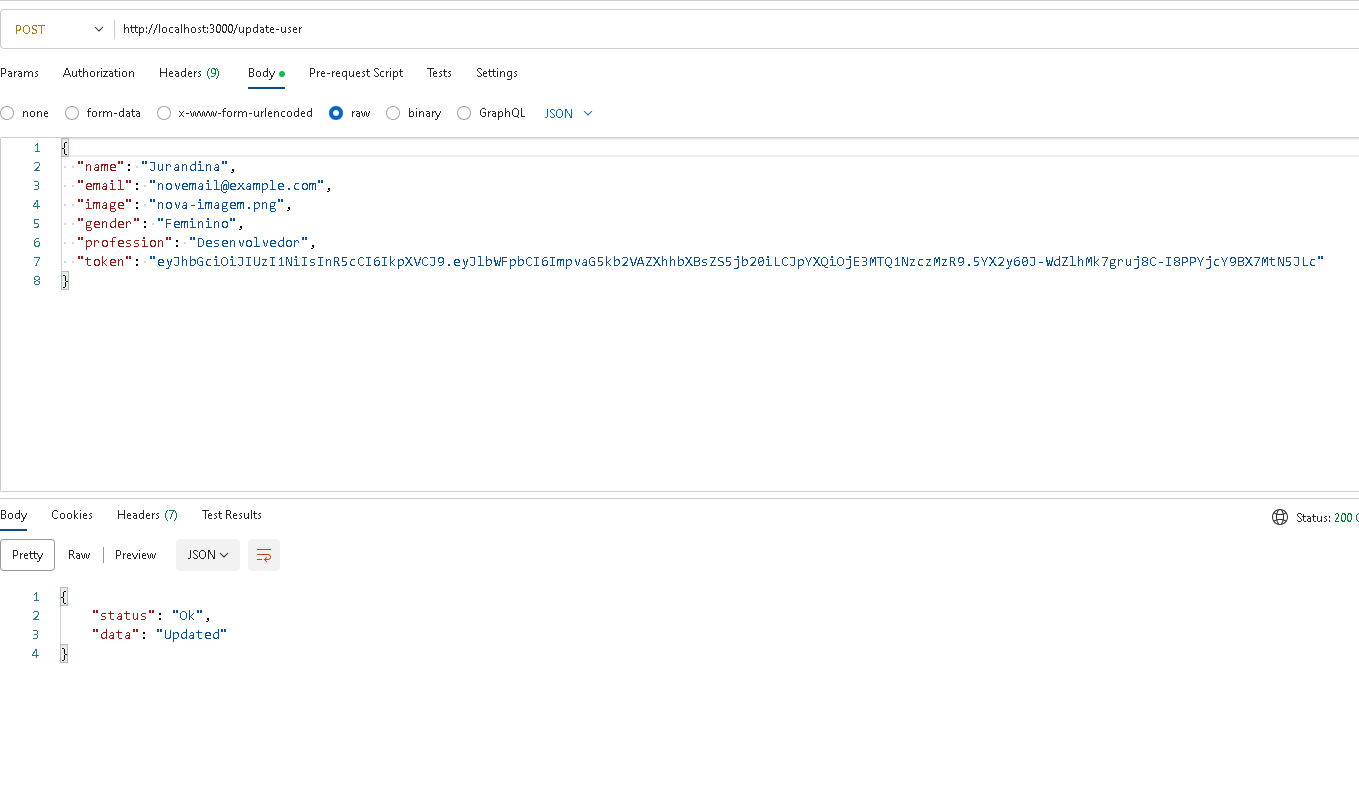 POST http://localhost:3000/update-user
Params Authorization Headers (9) Body Pre-request Script Tests Settings
none form-data x-www-form-urlencoded raw binary GraphQL JSON
1 {
2 "name": "Jurandina",
3 "email": "novemail@example.com",
4 "image": "nova-imagem.png",
5 "gender": "Feminino",
6 "profession": "Desenvolvedor",
7 "token": "eyJhbGciOiJIUzI1NiIsInR5cCI6IkpXVCJ9.eyJlbWFpbCI6ImpvaG5kb2VAZXhhbXBsZS5jb20iLCJpYXQiOjE3MTQ1NzczMzR9.5YX2y60J-WdZlhMk7gruj8C-I8PPYjcY9BX7MtN5JLc"
8 }
Body Cookies Headers (7) Test Results Status: 200
Pretty Raw Preview JSON
1 {
2 "status": "Ok",
3 "data": "Updated"
4 }